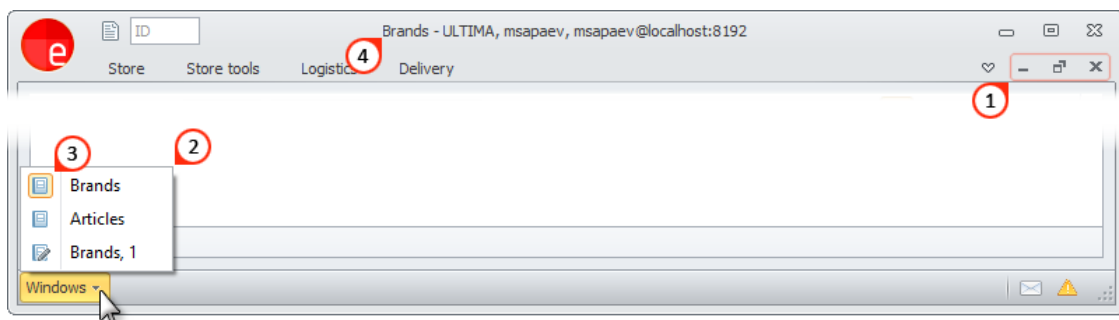 ID
Brands - ULTIMA, msapaev, msapaev@localhost:8192
e
4
Store Store tools Logistics Delivery
1
3 2
Brands
Articles
Brands, 1
Windows